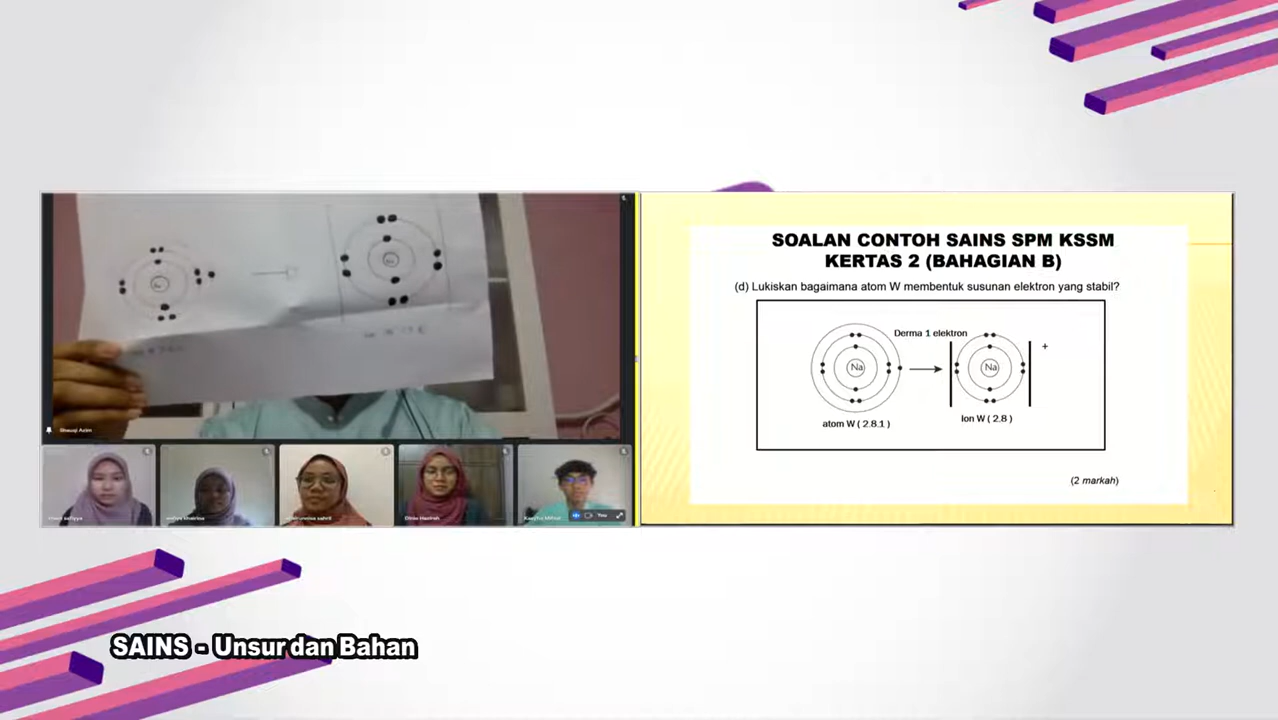 SOALAN CONTOH SAINS SPM KSSM
KERTAS 2 (BAHAGIAN B)
(d) Lukiskan bagaimana atom W membentuk susunan elektron yang stabil?
Derma 1 elektron
Na
Na
+
atom W ( 2.8.1 )
Ion W ( 2.8 )
(2 markah)
You
SAINS - Unsur dan Bahan